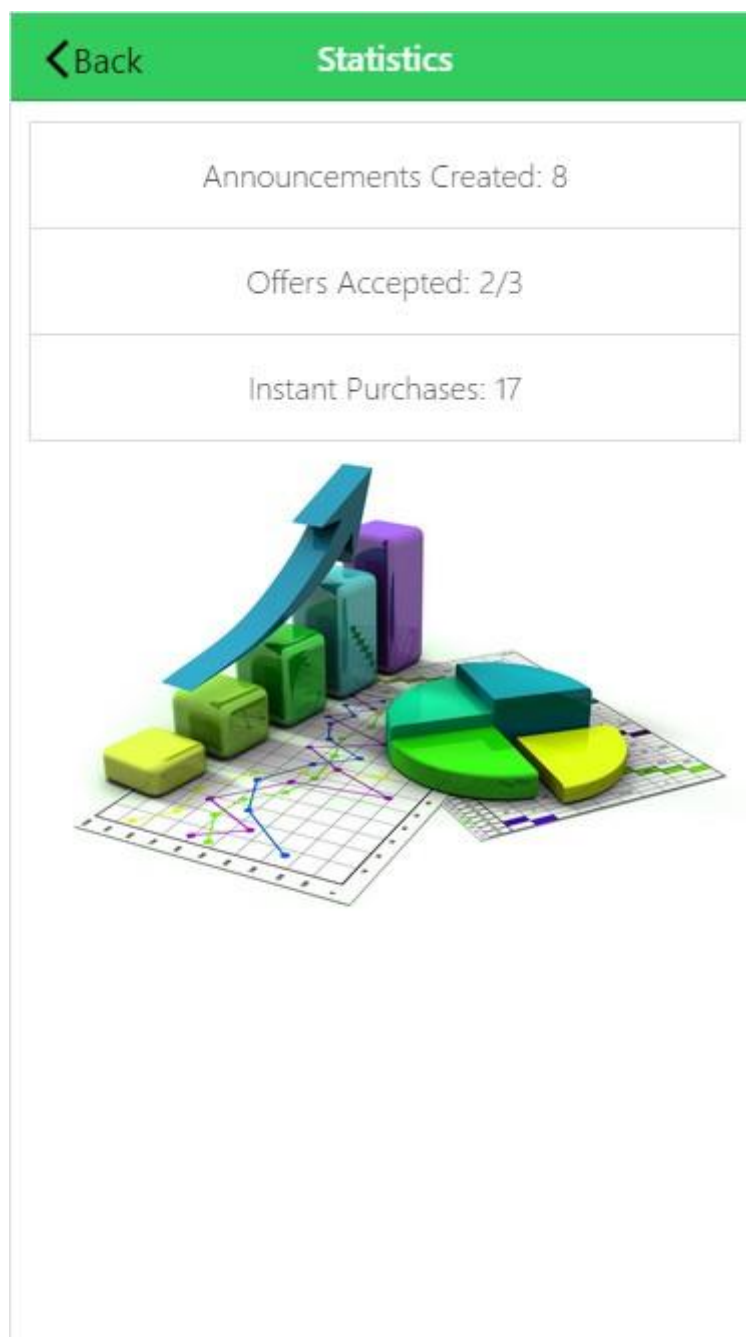 Back
Statistics
Announcements Created: 8
Offers Accepted: 2/3
Instant Purchases: 17